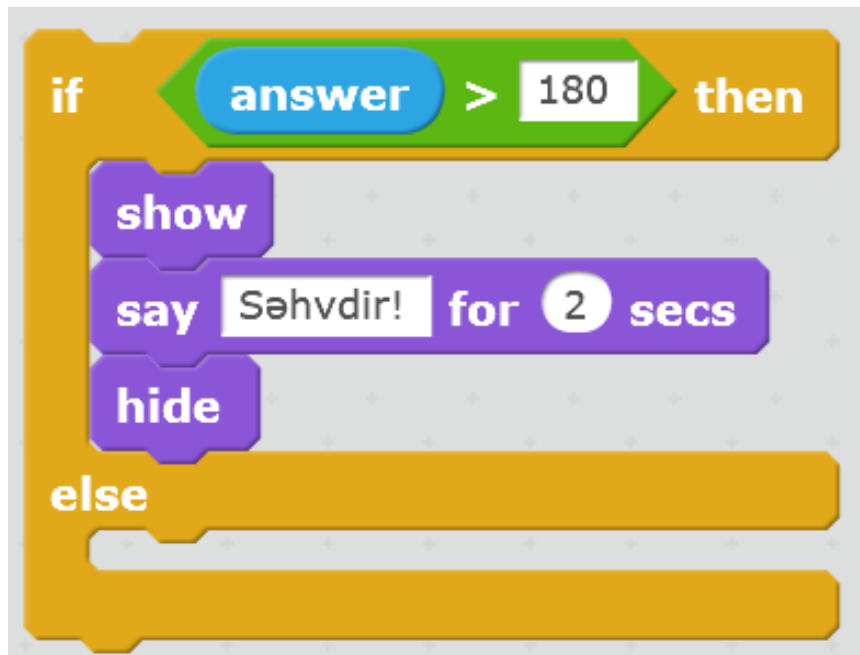 if answer > 180 then
show
say Səhvdir! for 2 secs
hide
else